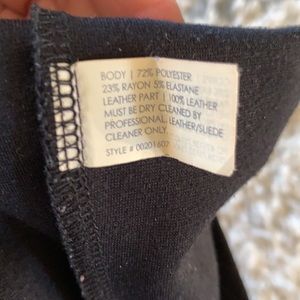 BODY | 72% POLYESTER
23% RAYON 5% ELASTANE
LEATHER PART | 100% LEATHER
MUST BE DRY CLEANED BY
PROFESSIONAL LEATHER/SUEDE
CLEANER ONLY
STYLE # 00201607